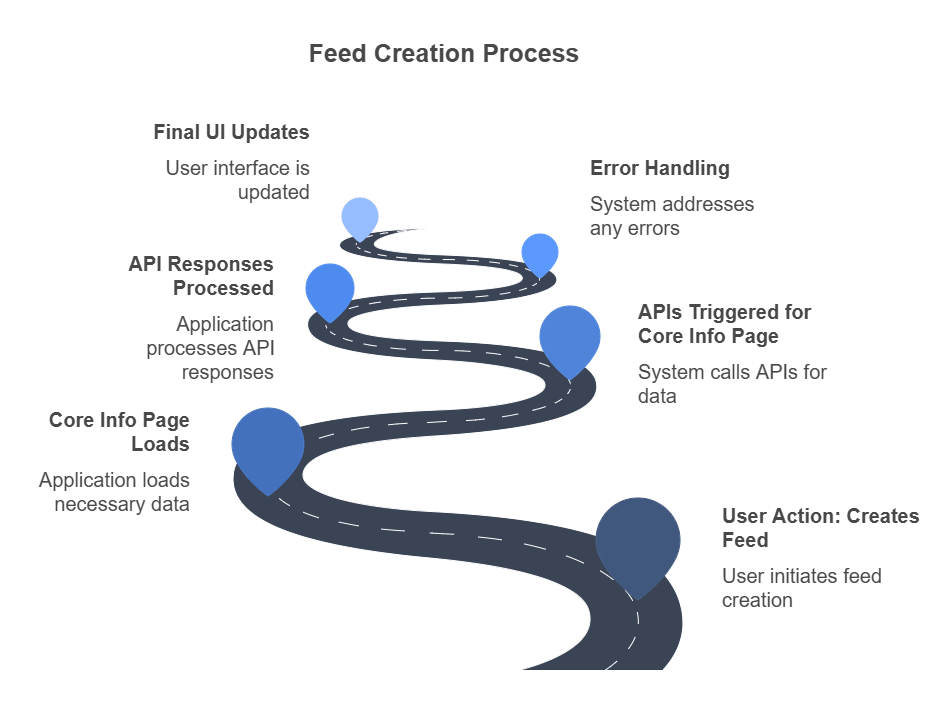 Feed Creation Process
Final UI Updates
User interface is
updated
Error Handling
System addresses
any errors
API Responses
Processed
Application
processes API
responses
APIs Triggered for
Core Info Page
System calls APIs for
data
Core Info Page
Loads
Application loads
necessary data
User Action: Creates
Feed
User initiates feed
creation